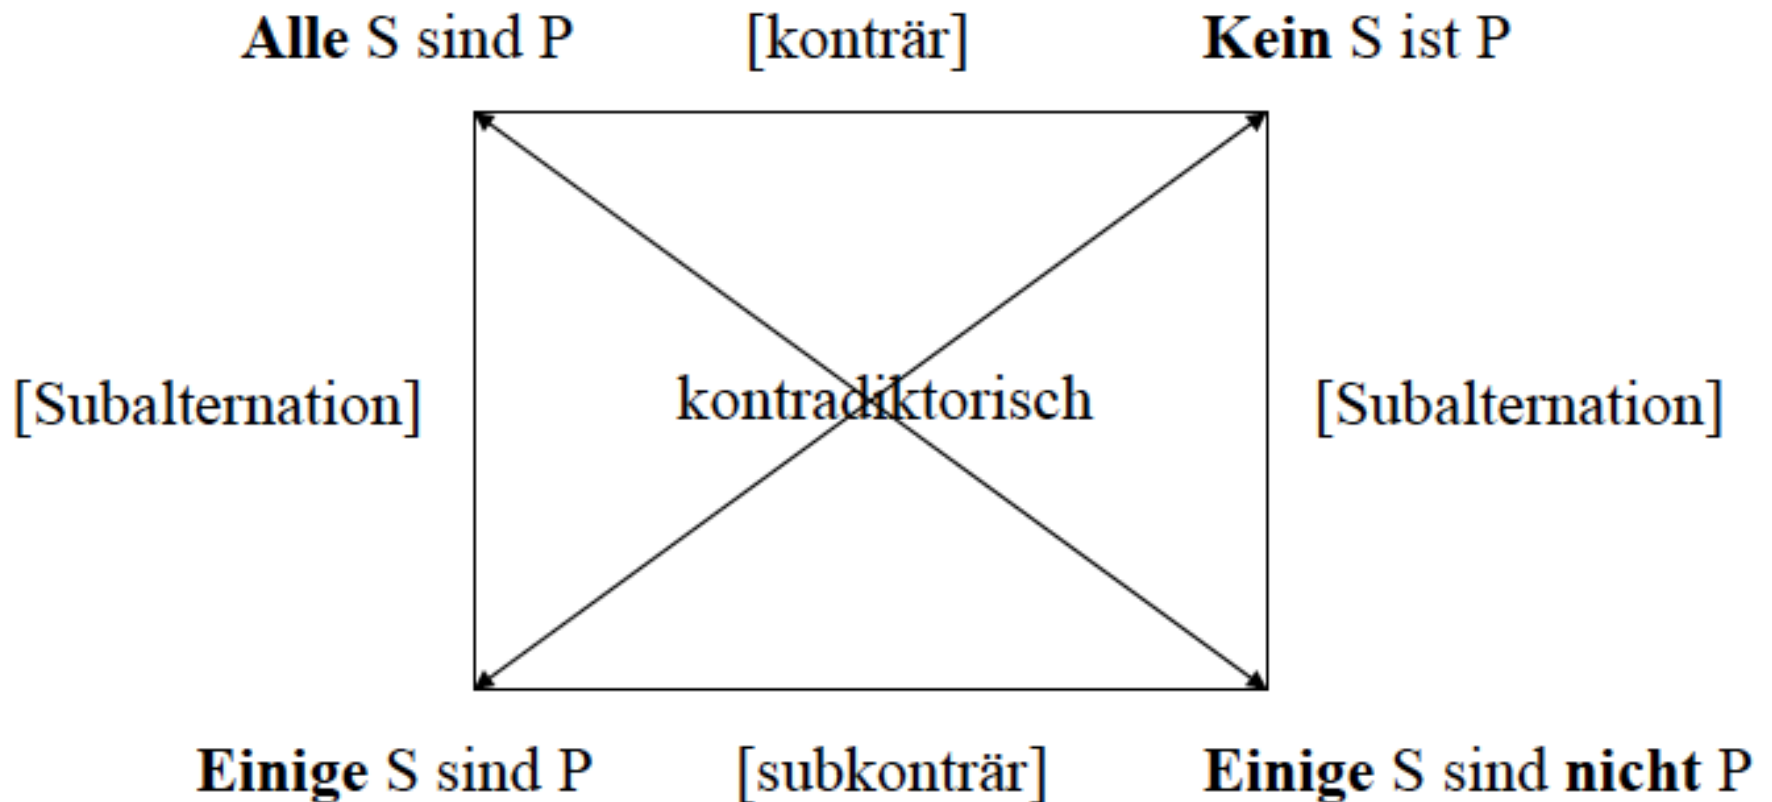 Alle S sind P [konträr] Kein S ist P
[Subalternation] kontradiktorisch [Subalternation]
Einige S sind P [subkonträr] Einige S sind nicht P